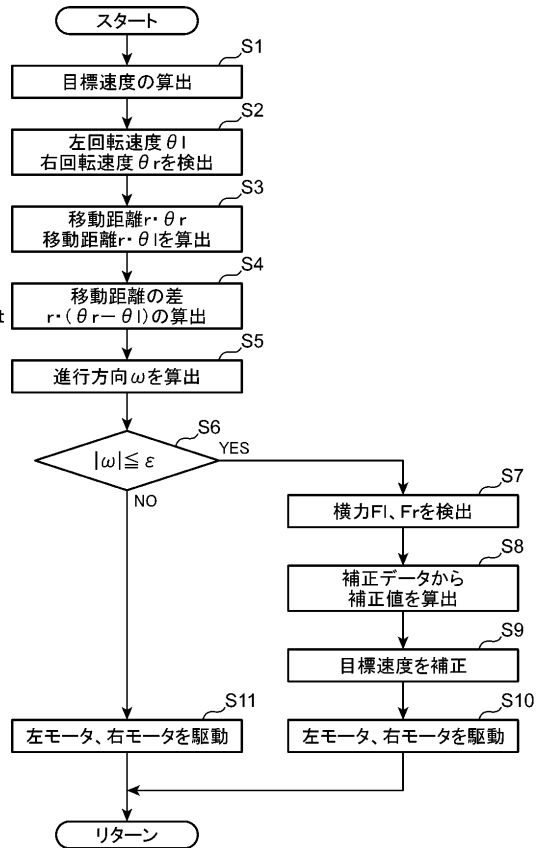 スタート
S1
目標速度の算出
S2
左回転速度θl
右回転速度θrを検出
S3
移動距離r・θr
移動距離r・θlを算出
S4
移動距離の差
r・(θr－θl)の算出
t
S5
進行方向ωを算出
S6
|ω|≦ε
YES
NO
S7
横力Fl、Frを検出
S8
補正データから
補正値を算出
S9
目標速度を補正
S10
左モータ、右モータを駆動
S11
左モータ、右モータを駆動
リターン